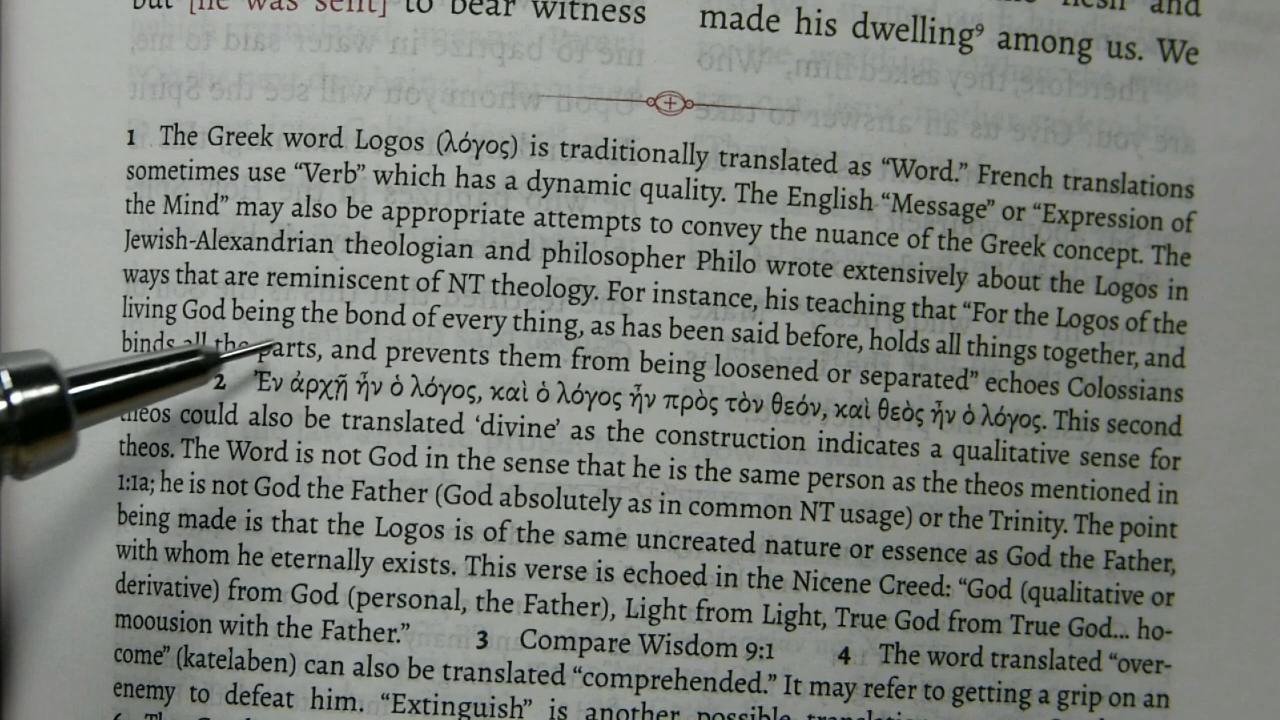 but [he was sent] to bear witness
flesh and
made his dwelling⁹ among us. We
1 The Greek word Logos (λόγος) is traditionally translated as “Word.” French translations
sometimes use “Verb” which has a dynamic quality. The English “Message” or “Expression of
the Mind” may also be appropriate attempts to convey the nuance of the Greek concept. The
Jewish-Alexandrian theologian and philosopher Philo wrote extensively about the Logos in
ways that are reminiscent of NT theology. For instance, his teaching that “For the Logos of the
living God being the bond of every thing, as has been said before, holds all things together, and
binds all the parts, and prevents them from being loosened or separated” echoes Colossians
2 Ἐν ἀρχῇ ἦν ὁ λόγος, καὶ ὁ λόγος ἦν πρὸς τὸν θεόν, καὶ θεὸς ἦν ὁ λόγος. This second
theos could also be translated ‘divine’ as the construction indicates a qualitative sense for
theos. The Word is not God in the sense that he is the same person as the theos mentioned in
1:1a; he is not God the Father (God absolutely as in common NT usage) or the Trinity. The point
being made is that the Logos is of the same uncreated nature or essence as God the Father,
with whom he eternally exists. This verse is echoed in the Nicene Creed: “God (qualitative or
derivative) from God (personal, the Father), Light from Light, True God from True God... ho-
moousion with the Father.” 3 Compare Wisdom 9:1 4 The word translated “over-
come” (katelaben) can also be translated “comprehended.” It may refer to getting a grip on an
enemy to defeat him. “Extinguish” is another possible